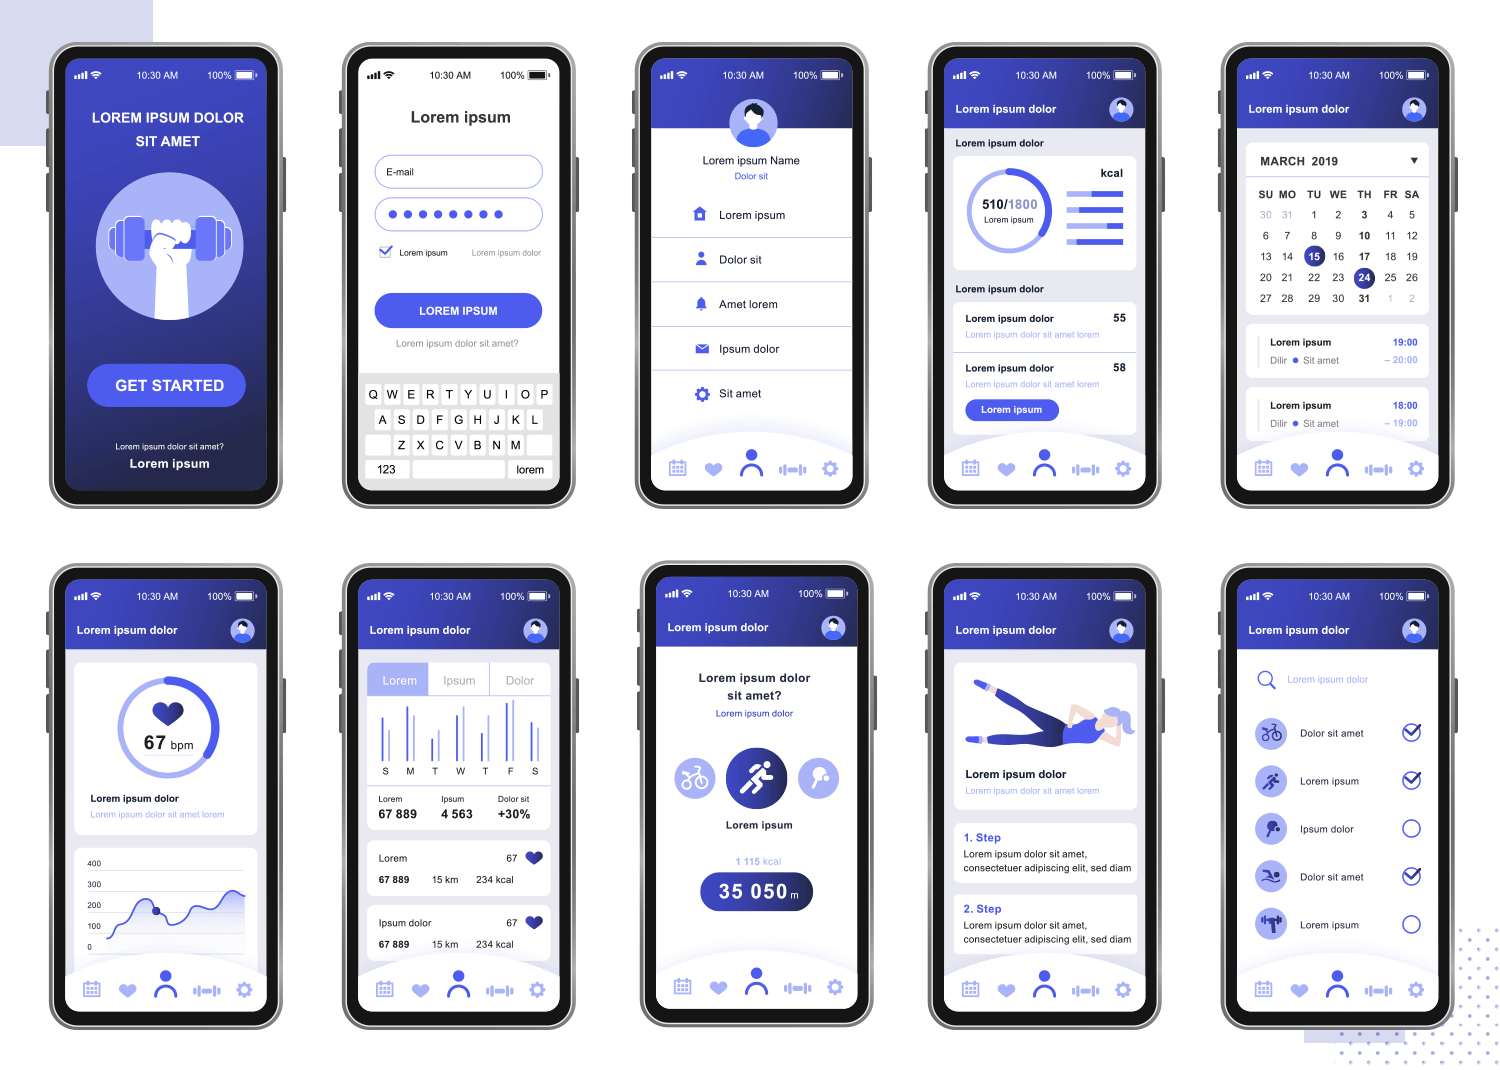 10:30 AM 100%
LOREM IPSUM DOLOR
SIT AMET
GET STARTED
Lorem ipsum dolor sit amet?
Lorem ipsum
10:30 AM 100%
Lorem ipsum
E-mail
Lorem ipsum Lorem ipsum dolor
LOREM IPSUM
Lorem ipsum dolor sit amet?
Q W E R T Y U I O P
A S D F G H J K L
Z X C V B N M
123 lorem
10:30 AM 100%
Lorem ipsum Name
Dolor sit
Lorem ipsum
Dolor sit
Amet lorem
Ipsum dolor
Sit amet
10:30 AM 100%
Lorem ipsum dolor
Lorem ipsum dolor
kcal
510/1800
Lorem ipsum
Lorem ipsum dolor
Lorem ipsum dolor 55
Lorem ipsum dolor sit amet lorem
Lorem ipsum dolor 58
Lorem ipsum dolor sit amet lorem
Lorem ipsum
10:30 AM 100%
Lorem ipsum dolor
MARCH 2019
SU MO TU WE TH FR SA
30 31 1 2 3 4 5
6 7 8 9 10 11 12
13 14 15 16 17 18 19
20 21 22 23 24 25 26
27 28 29 30 31 1 2
Lorem ipsum 19:00
Dilir Sit amet – 20:00
Lorem ipsum 18:00
Dilir Sit amet – 19:00
10:30 AM 100%
Lorem ipsum dolor
67 bpm
Lorem ipsum dolor
Lorem ipsum dolor sit amet lorem
400
300
200
100
0
10:30 AM 100%
Lorem ipsum dolor
Lorem Ipsum Dolor
S M T W T F S
Lorem Ipsum Dolor sit
67 889 4 563 +30%
Lorem 67
67 889 15 km 234 kcal
Ipsum dolor 67
67 889 15 km 234 kcal
10:30 AM 100%
Lorem ipsum dolor
Lorem ipsum dolor
sit amet?
Lorem ipsum dolor
Lorem ipsum
1 115 kcal
35 050 m
10:30 AM 100%
Lorem ipsum dolor
Lorem ipsum dolor
Lorem ipsum dolor sit amet lorem
1. Step
Lorem ipsum dolor sit amet,
consectetuer adipiscing elit, sed diam
2. Step
Lorem ipsum dolor sit amet,
consectetuer adipiscing elit, sed diam
10:30 AM 100%
Lorem ipsum dolor
Lorem ipsum dolor
Dolor sit amet
Lorem ipsum
Ipsum dolor
Dolor sit amet
Lorem ipsum